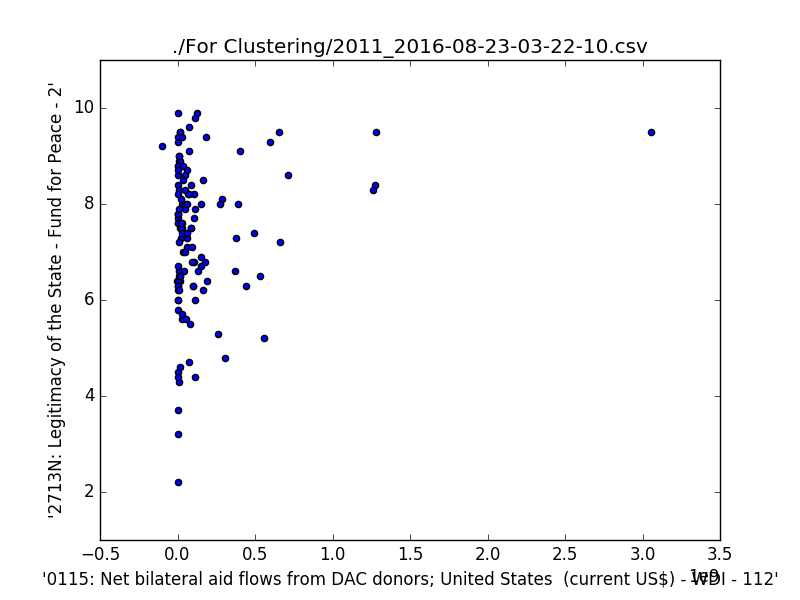 ./For Clustering/2011_2016-08-23-03-22-10.csv
'2713N: Legitimacy of the State - Fund for Peace - 2'
10
8
6
4
2
−0.5 0.0 0.5 1.0 1.5 2.0 2.5 3.0 3.5
1e9
'0115: Net bilateral aid flows from DAC donors; United States  (current US$) - WDI - 112'